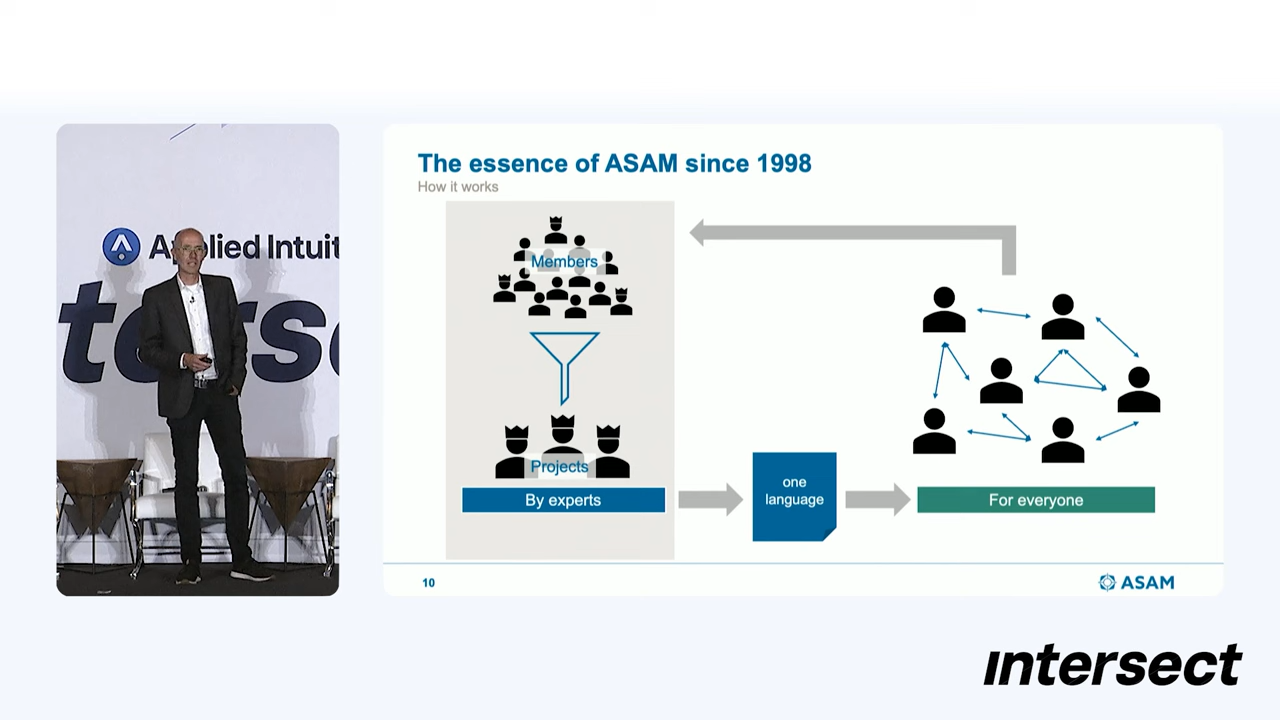 Applied Intuit
terse
The essence of ASAM since 1998
How it works
Members
Projects
By experts
one
language
For everyone
10
ASAM
intersect